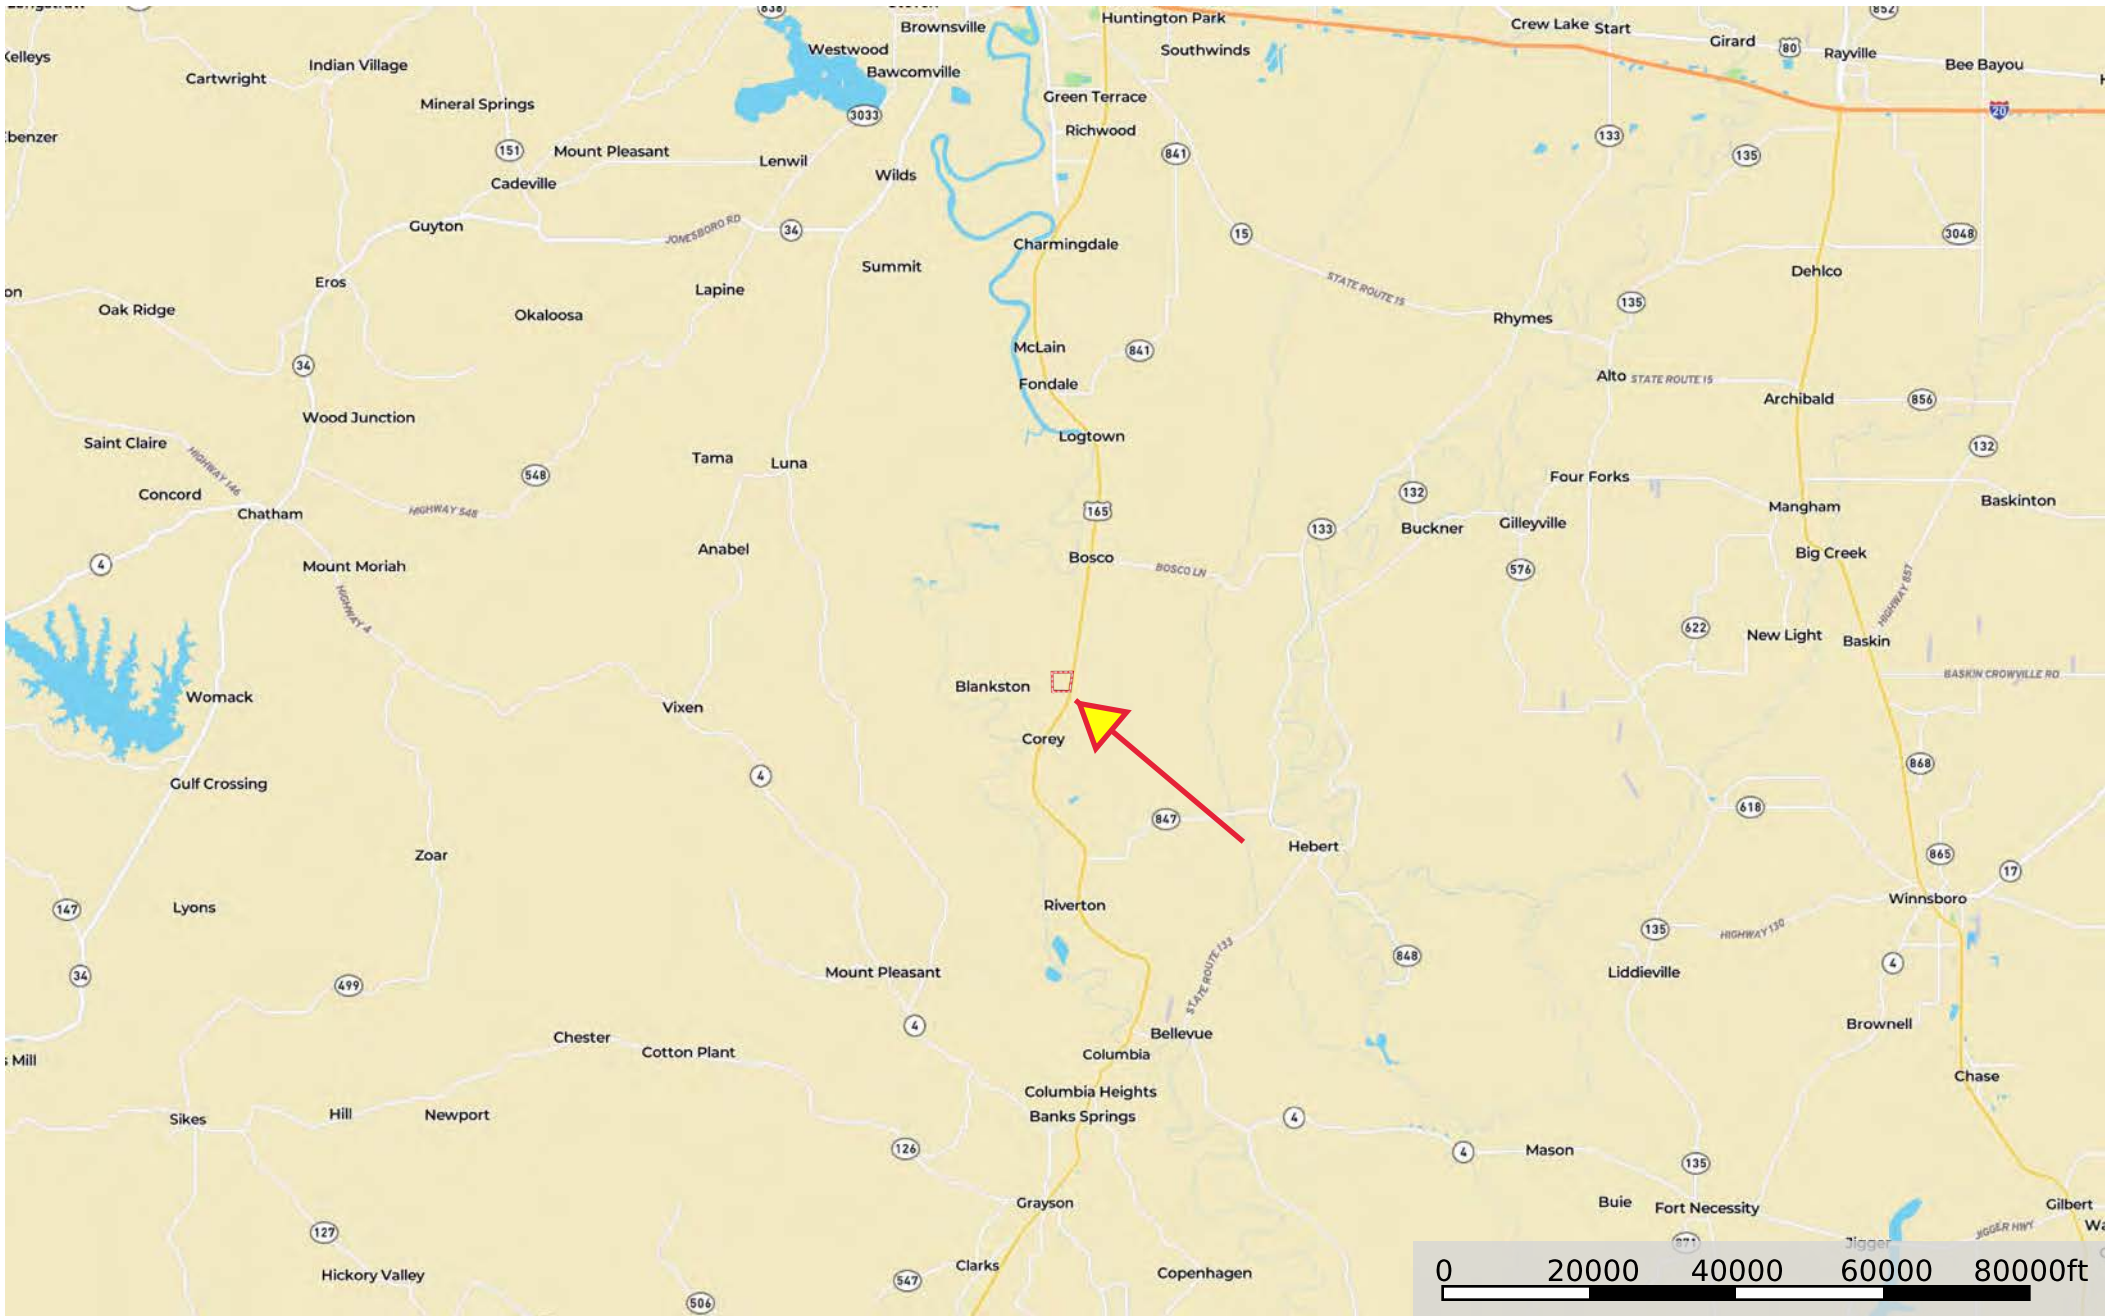 838
852
Brownsville
Huntington Park
Crew Lake
Start
Girard
80
Rayville
Westwood
Southwinds
Kelleys
Indian Village
Bawcomville
Bee Bayou
Cartwright
Mineral Springs
Green Terrace
20
3033
Richwood
133
Ebenzer
151
Mount Pleasant
Lenwil
841
135
Cadeville
Wilds
Guyton
JONESBORO RD
34
15
3048
Charmingdale
Summit
Dehlco
Eros
Lapine
STATE ROUTE 15
on
Oak Ridge
Okaloosa
135
Rhymes
McLain
841
34
Fondale
Alto
STATE ROUTE 15
Archibald
856
Wood Junction
Saint Claire
HIGHWAY 146
Logtown
132
Tama
Luna
548
Four Forks
Concord
132
Baskinton
Chatham
HIGHWAY 548
165
Mangham
133
Buckner
Gilleyville
Anabel
Bosco
BOSCO LN
Big Creek
4
Mount Moriah
576
HIGHWAY 4
HIGHWAY 857
622
New Light
Baskin
Blankston
BASKIN CROWVILLE RD
Womack
Vixen
Corey
4
868
Gulf Crossing
847
618
Hebert
Zoar
865
17
147
Lyons
Riverton
Winnsboro
135
HIGHWAY 130
STATE ROUTE 133
848
4
34
499
Mount Pleasant
Liddieville
4
Brownell
Chester
Bellevue
Cotton Plant
Columbia
s Mill
Chase
Columbia Heights
Sikes
Hill
Newport
Banks Springs
4
126
4
Mason
135
Grayson
Buie
Fort Necessity
Gilbert
127
JIGGER HWY
Wa
871
Jigger
Clarks
Hickory Valley
547
Copenhagen
506
0 20000 40000 60000 80000ft